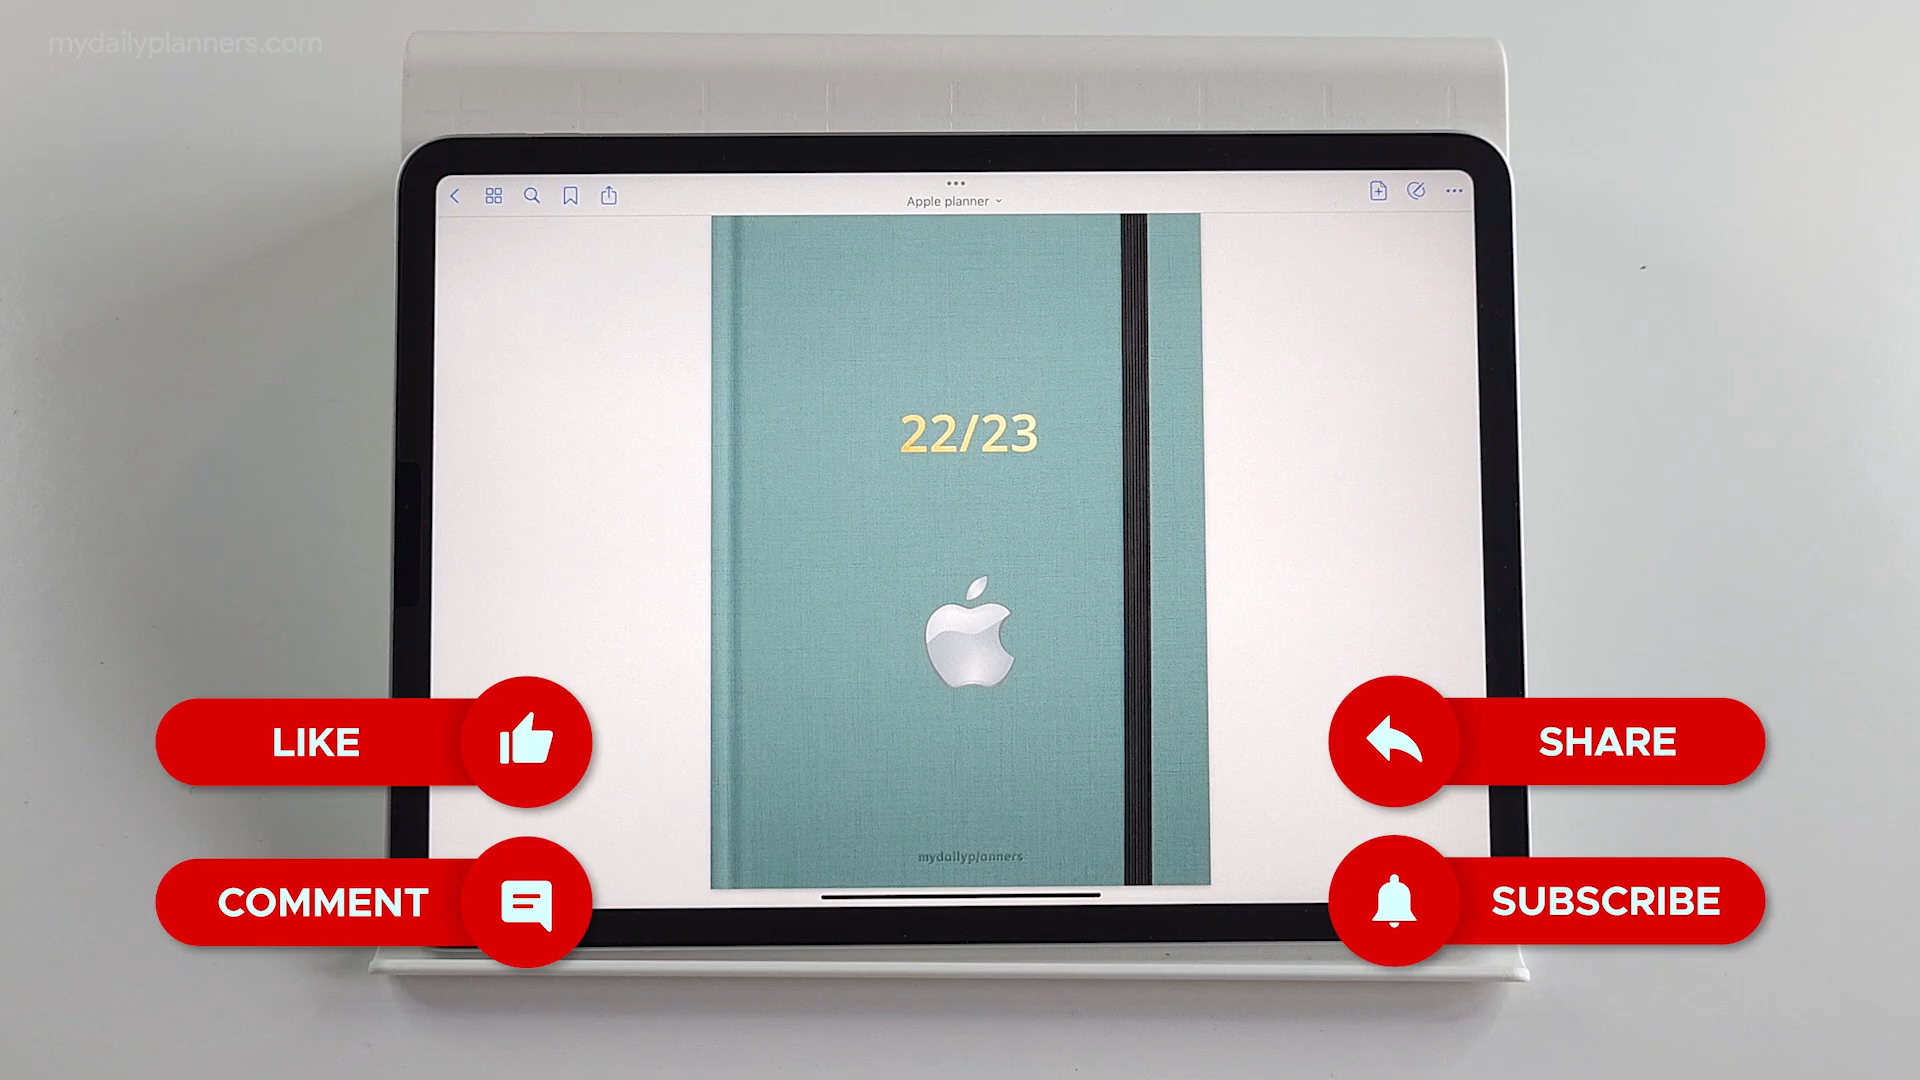 mydailyplanners.com
Apple planner
22/23
mydailyplanners
LIKE
SHARE
COMMENT
SUBSCRIBE